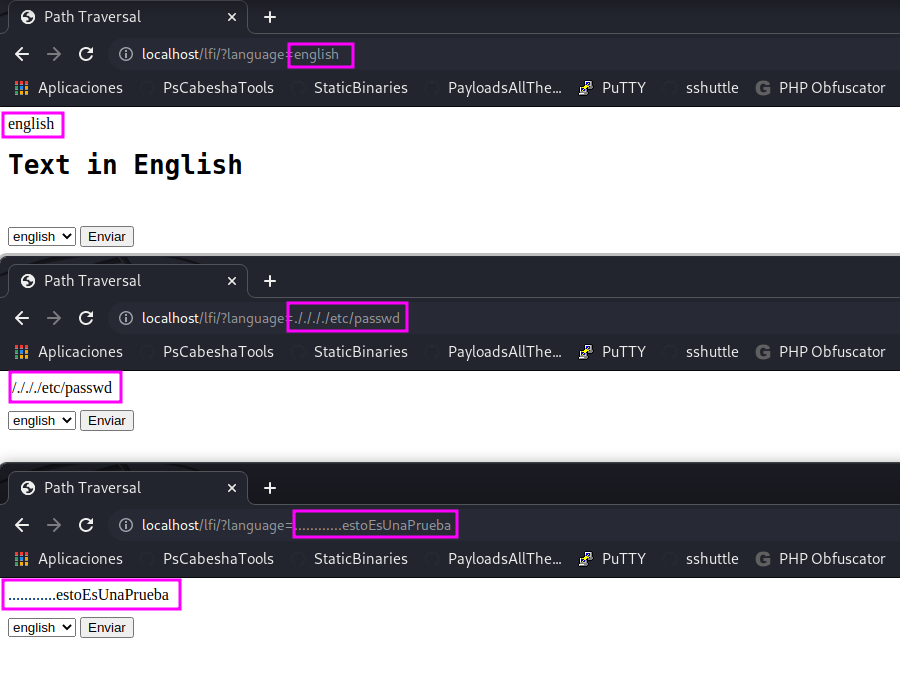 Path Traversal
localhost/lfi/?language=english
Aplicaciones PsCabeshaTools StaticBinaries PayloadsAllThe... PuTTY sshuttle PHP Obfuscator
english
Text in English
english Enviar
Path Traversal
localhost/lfi/?language=./././etc/passwd
Aplicaciones PsCabeshaTools StaticBinaries PayloadsAllThe... PuTTY sshuttle PHP Obfuscator
/./././etc/passwd
english Enviar
Path Traversal
localhost/lfi/?language=............estoEsUnaPrueba
Aplicaciones PsCabeshaTools StaticBinaries PayloadsAllThe... PuTTY sshuttle PHP Obfuscator
............estoEsUnaPrueba
english Enviar